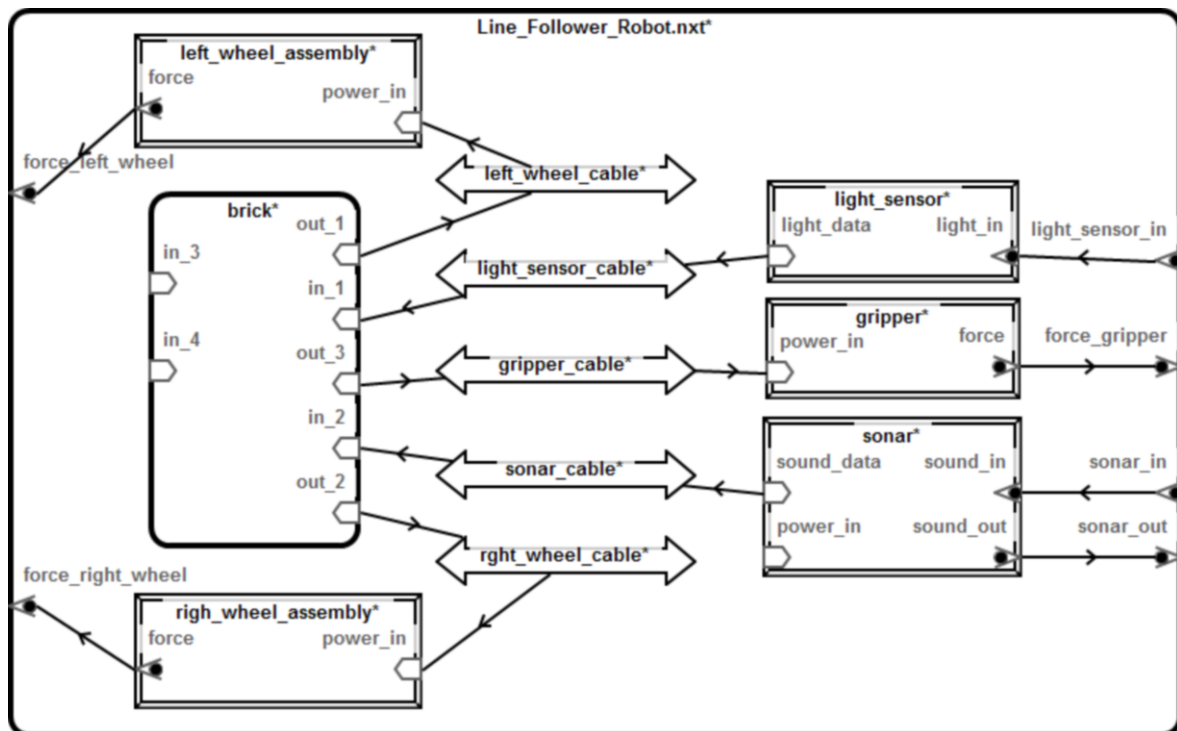 Line_Follower_Robot.nxt*
left_wheel_assembly*
force
power_in
force_left_wheel
left_wheel_cable*
brick*
out_1
in_3
in_1
in_4
out_3
in_2
out_2
light_sensor_cable*
gripper_cable*
sonar_cable*
rght_wheel_cable*
light_sensor*
light_data
light_in
light_sensor_in
gripper*
power_in
force
force_gripper
sonar*
sound_data
sound_in
sonar_in
power_in
sound_out
sonar_out
force_right_wheel
righ_wheel_assembly*
force
power_in